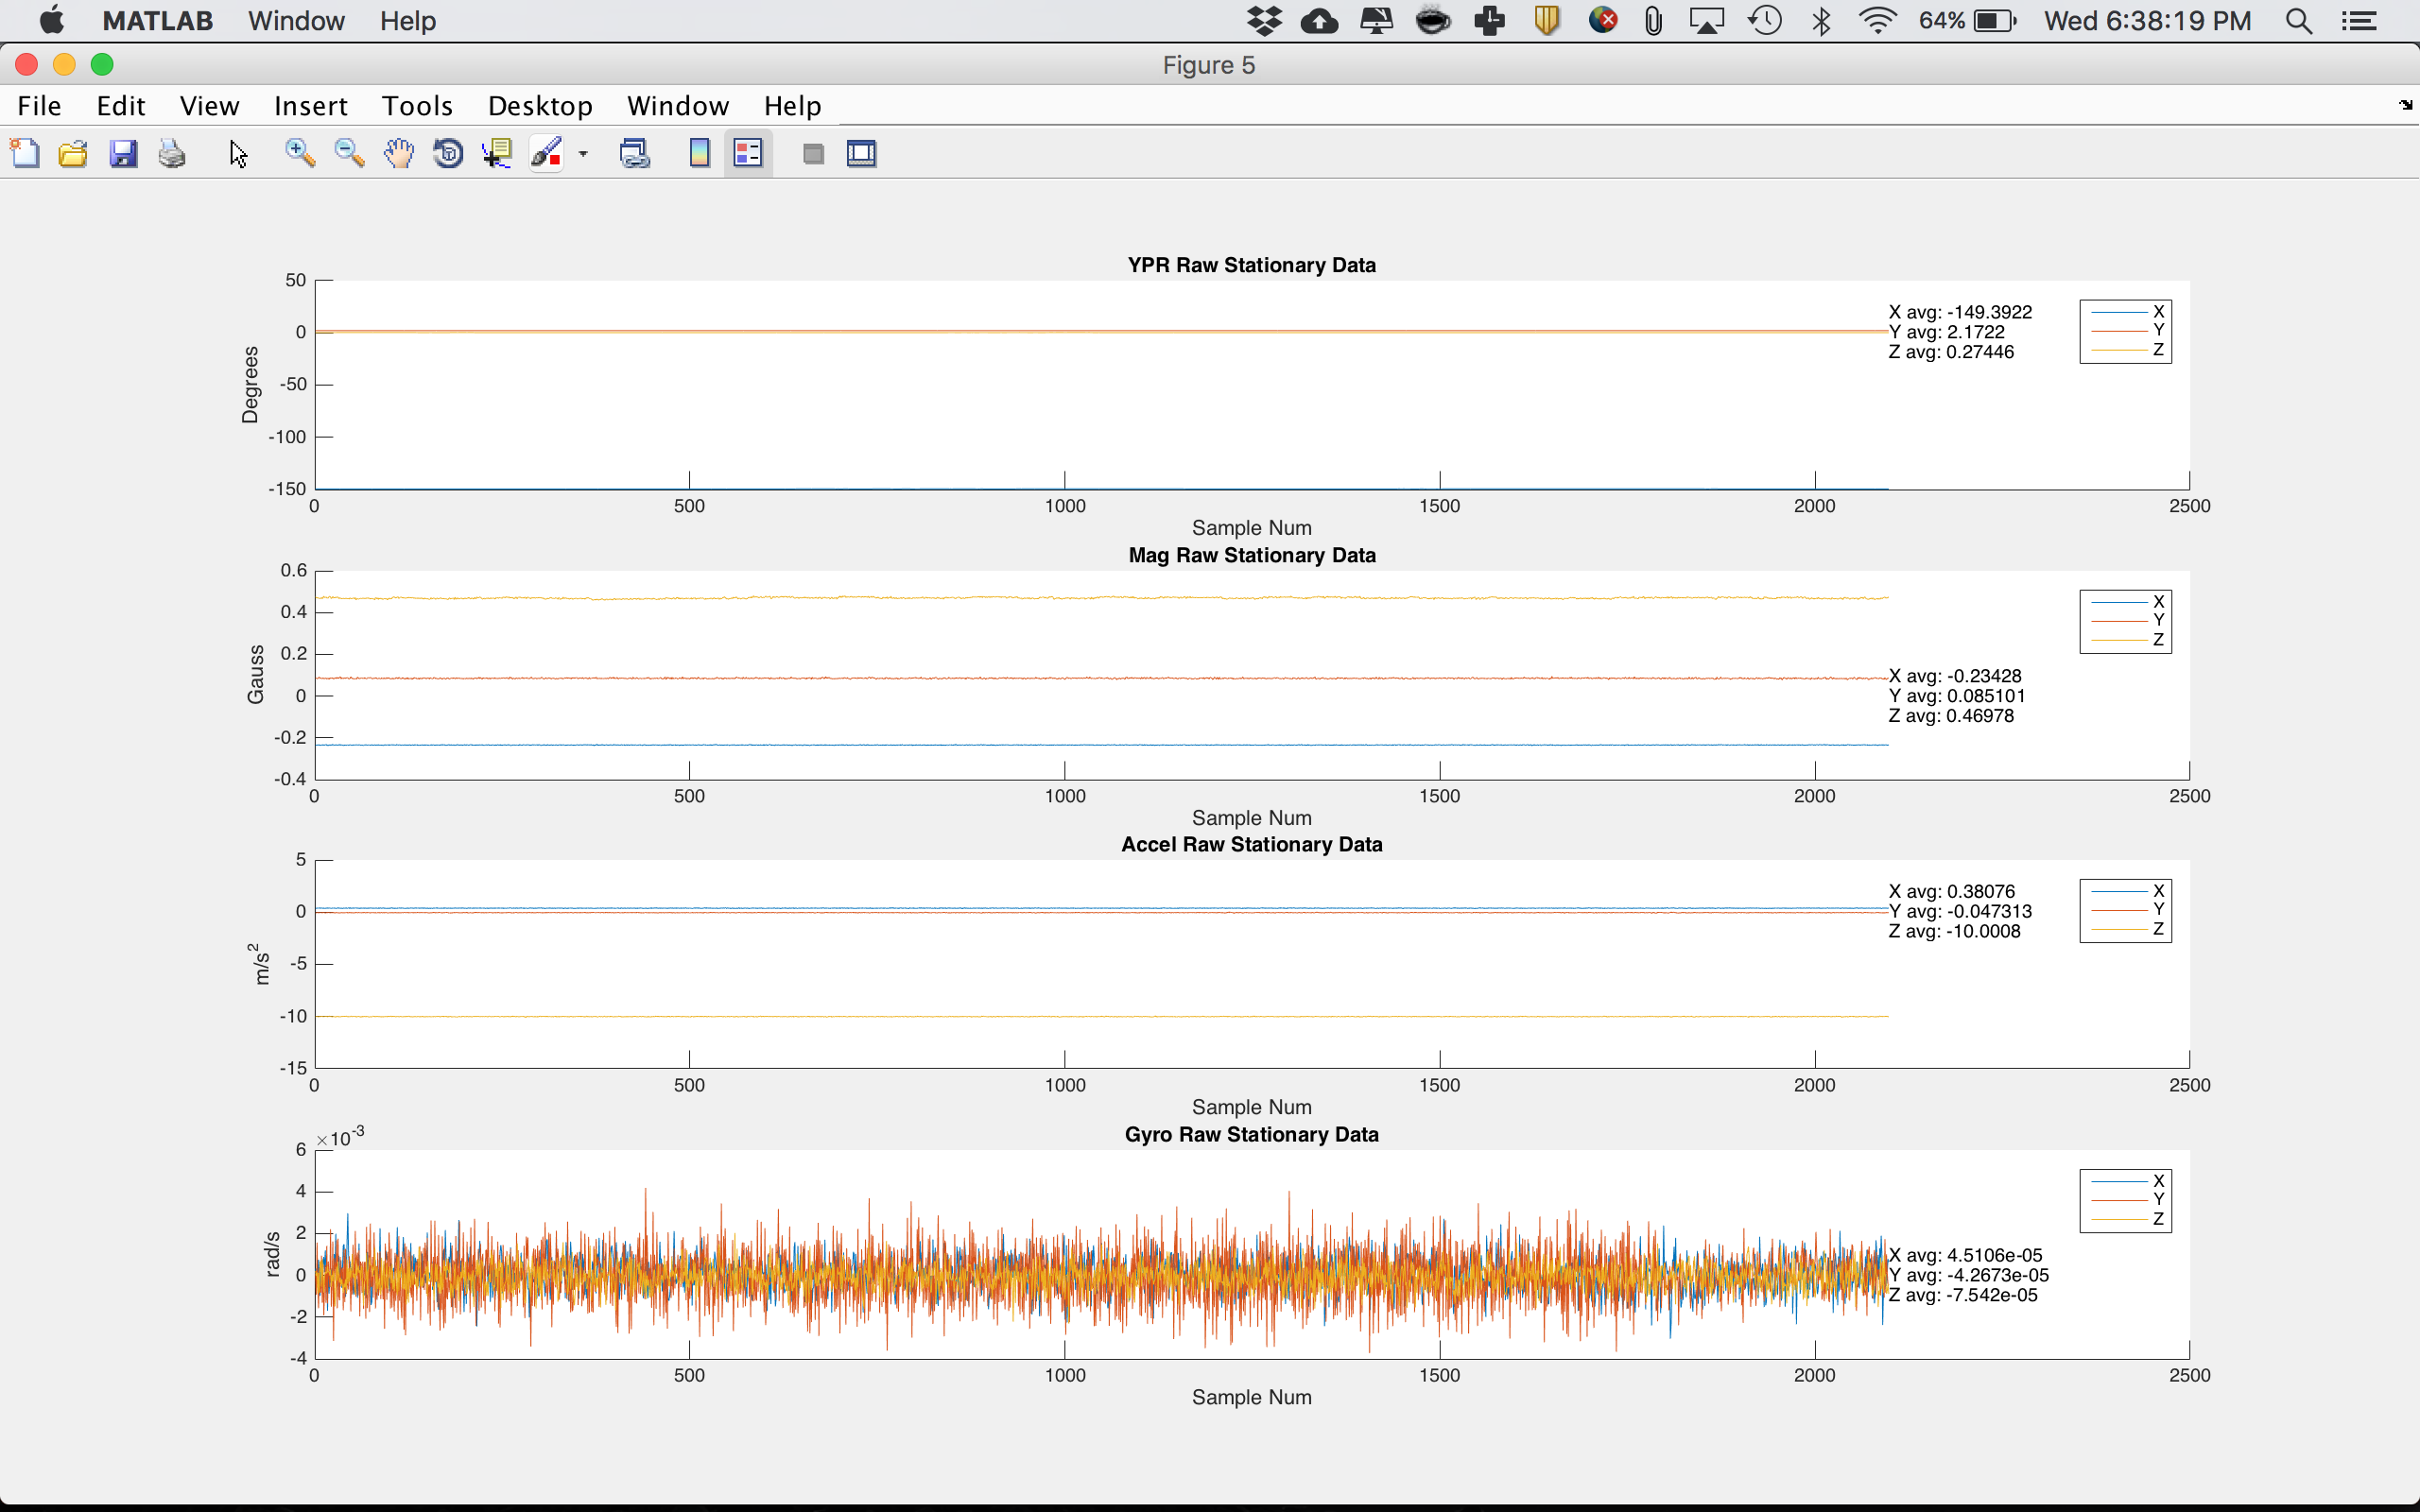 MATLAB Window Help 64% Wed 6:38:19 PM
Figure 5
File Edit View Insert Tools Desktop Window Help
YPR Raw Stationary Data
50
0
-50
-100
-150
Degrees
X avg: -149.3922
Y avg: 2.1722
Z avg: 0.27446
X
Y
Z
0 500 1000 1500 2000 2500
Sample Num
Mag Raw Stationary Data
0.6
0.4
0.2
0
-0.2
-0.4
Gauss
X
Y
Z
X avg: -0.23428
Y avg: 0.085101
Z avg: 0.46978
0 500 1000 1500 2000 2500
Sample Num
Accel Raw Stationary Data
5
0
-5
-10
-15
m/s²
X avg: 0.38076
Y avg: -0.047313
Z avg: -10.0008
X
Y
Z
0 500 1000 1500 2000 2500
Sample Num
Gyro Raw Stationary Data
×10⁻³
6
4
2
0
-2
-4
rad/s
X
Y
Z
X avg: 4.5106e-05
Y avg: -4.2673e-05
Z avg: -7.542e-05
0 500 1000 1500 2000 2500
Sample Num